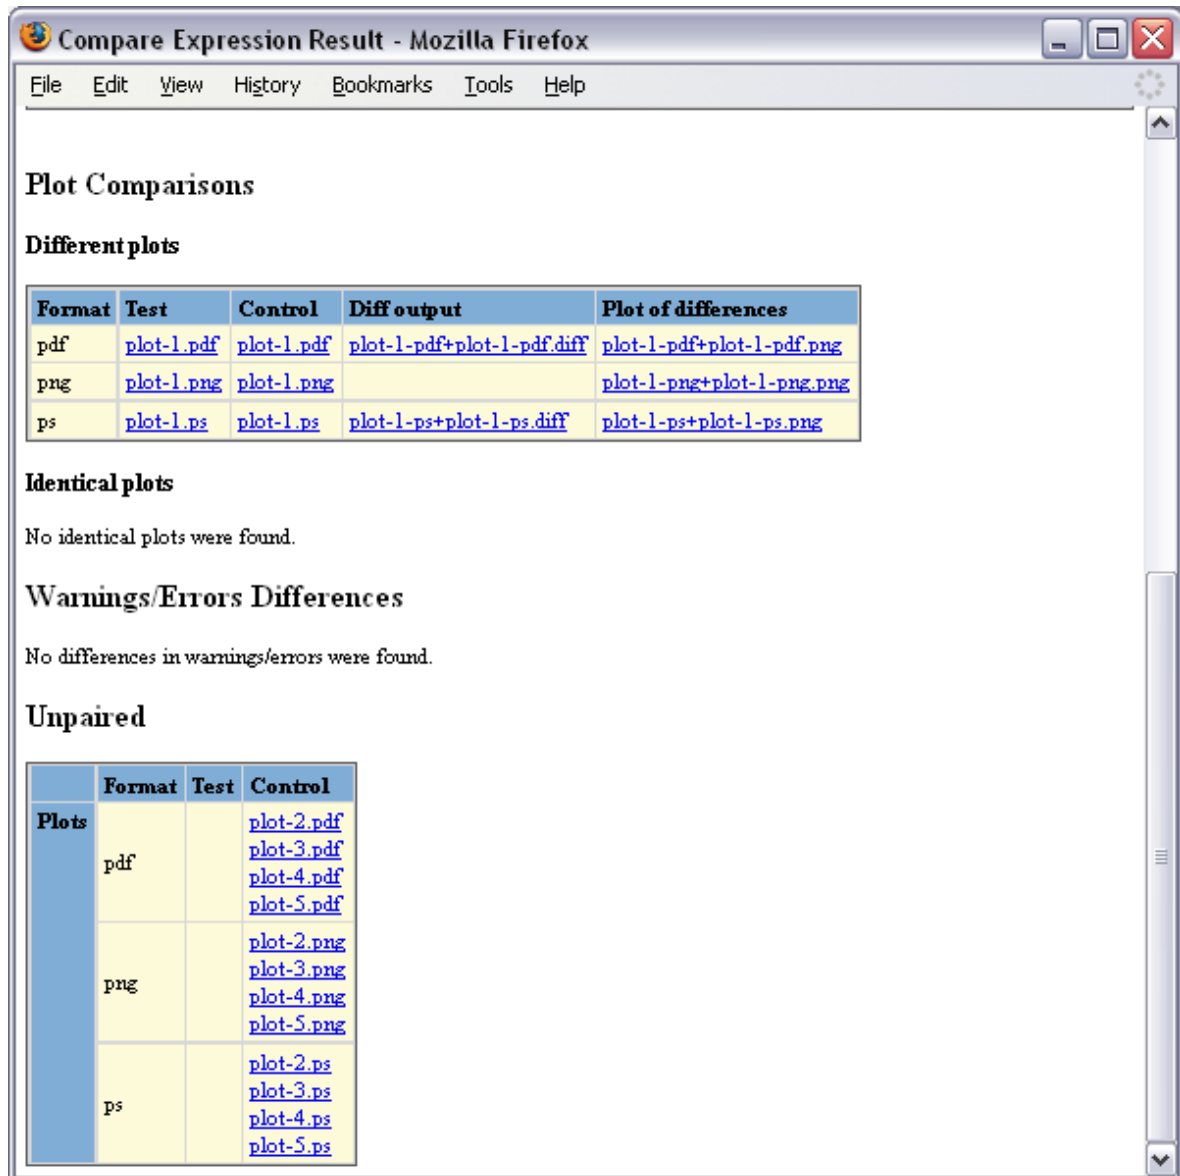 Compare Expression Result - Mozilla Firefox
File Edit View History Bookmarks Tools Help
Plot Comparisons
Different plots
Format Test Control Diff output Plot of differences
pdf plot-1.pdf plot-1.pdf plot-1-pdf+plot-1-pdf.diff plot-1-pdf+plot-1-pdf.png
png plot-1.png plot-1.png plot-1-png+plot-1-png.png
ps plot-1.ps plot-1.ps plot-1-ps+plot-1-ps.diff plot-1-ps+plot-1-ps.png
Identical plots
No identical plots were found.
Warnings/Errors Differences
No differences in warnings/errors were found.
Unpaired
Format Test Control
Plots
pdf
plot-2.pdf
plot-3.pdf
plot-4.pdf
plot-5.pdf
png
plot-2.png
plot-3.png
plot-4.png
plot-5.png
ps
plot-2.ps
plot-3.ps
plot-4.ps
plot-5.ps